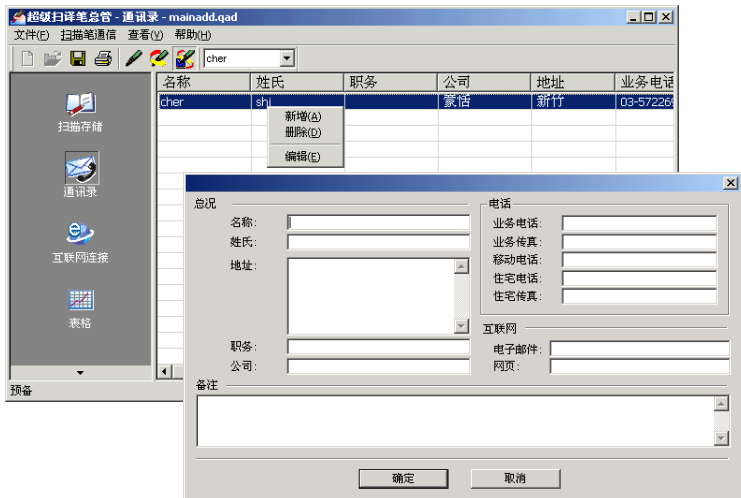 超级扫译笔总管 - 通讯录 - mainadd.qad
文件(F) 扫描笔通信 查看(V) 帮助(H)
cher
名称 姓氏 职务 公司 地址 业务电话
cher shi 蒙恬 新竹 03-57226
新增(A)
删除(D)
编辑(E)
扫描存储
通讯录
互联网连接
表格
预备
总况
名称:
姓氏:
地址:
职务:
公司:
电话
业务电话:
业务传真:
移动电话:
住宅电话:
住宅传真:
互联网
电子邮件:
网页:
备注
确定 取消